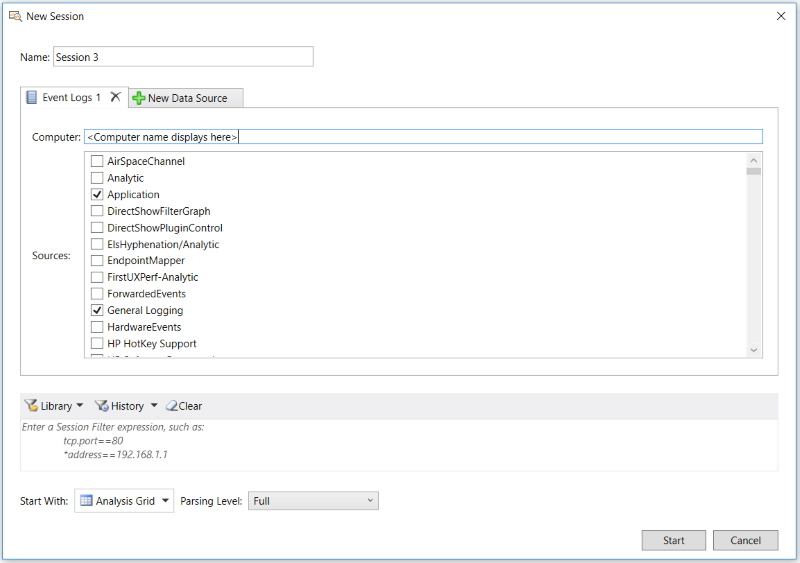 New Session
Name: Session 3
Event Logs 1 New Data Source
Computer: <Computer name displays here>
AirSpaceChannel
Analytic
Application
DirectShowFilterGraph
DirectShowPluginControl
Sources: ElsHyphenation/Analytic
EndpointMapper
FirstUXPerf-Analytic
ForwardedEvents
General Logging
HardwareEvents
HP HotKey Support
Library History Clear
Enter a Session Filter expression, such as:
tcp.port==80
*address==192.168.1.1
Start With: Analysis Grid Parsing Level: Full
Start Cancel